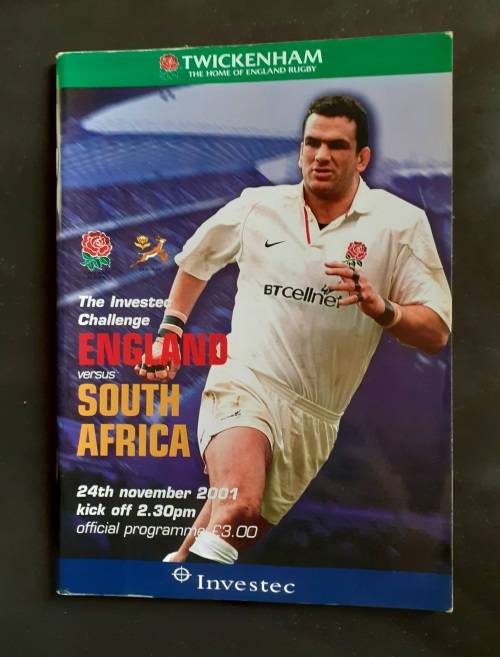 TWICKENHAM
THE HOME OF ENGLAND RUGBY
BTcellnet
The Investec
Challenge
ENGLAND
versus
SOUTH
AFRICA
24th november 2001
kick off 2.30pm
official programme £3.00
Investec